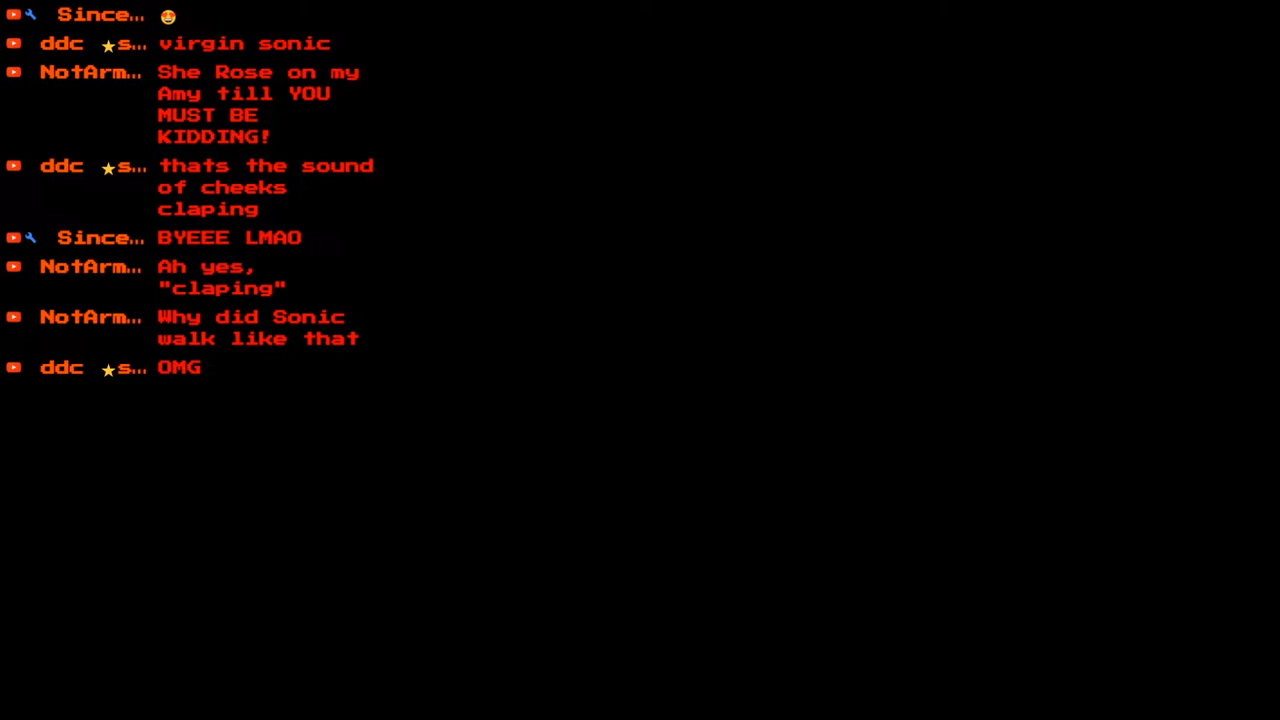 Since… 😍
ddc ⭐s… virgin sonic
NotArm… She Rose on my
Amy till YOU
MUST BE
KIDDING!
ddc ⭐s… thats the sound
of cheeks
claping
Since… BYEEE LMAO
NotArm… Ah yes,
"claping"
NotArm… Why did Sonic
walk like that
ddc ⭐s… OMG